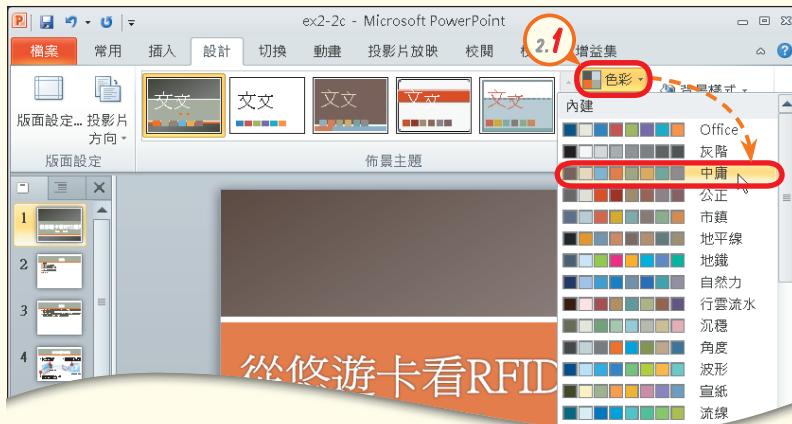 ex2-2c - Microsoft PowerPoint
檔案 常用 插入 設計 切換 動畫 投影片放映 校閱 增益集
2.1
色彩
文文 文文 文文 文文 文文
版面設定... 投影片
方向
版面設定
佈景主題
內建
Office
灰階
中庸
公正
市鎮
地平線
地鐵
自然力
行雲流水
沉穩
角度
波形
宣紙
流線
1
2
3
4
從悠遊卡看RFID